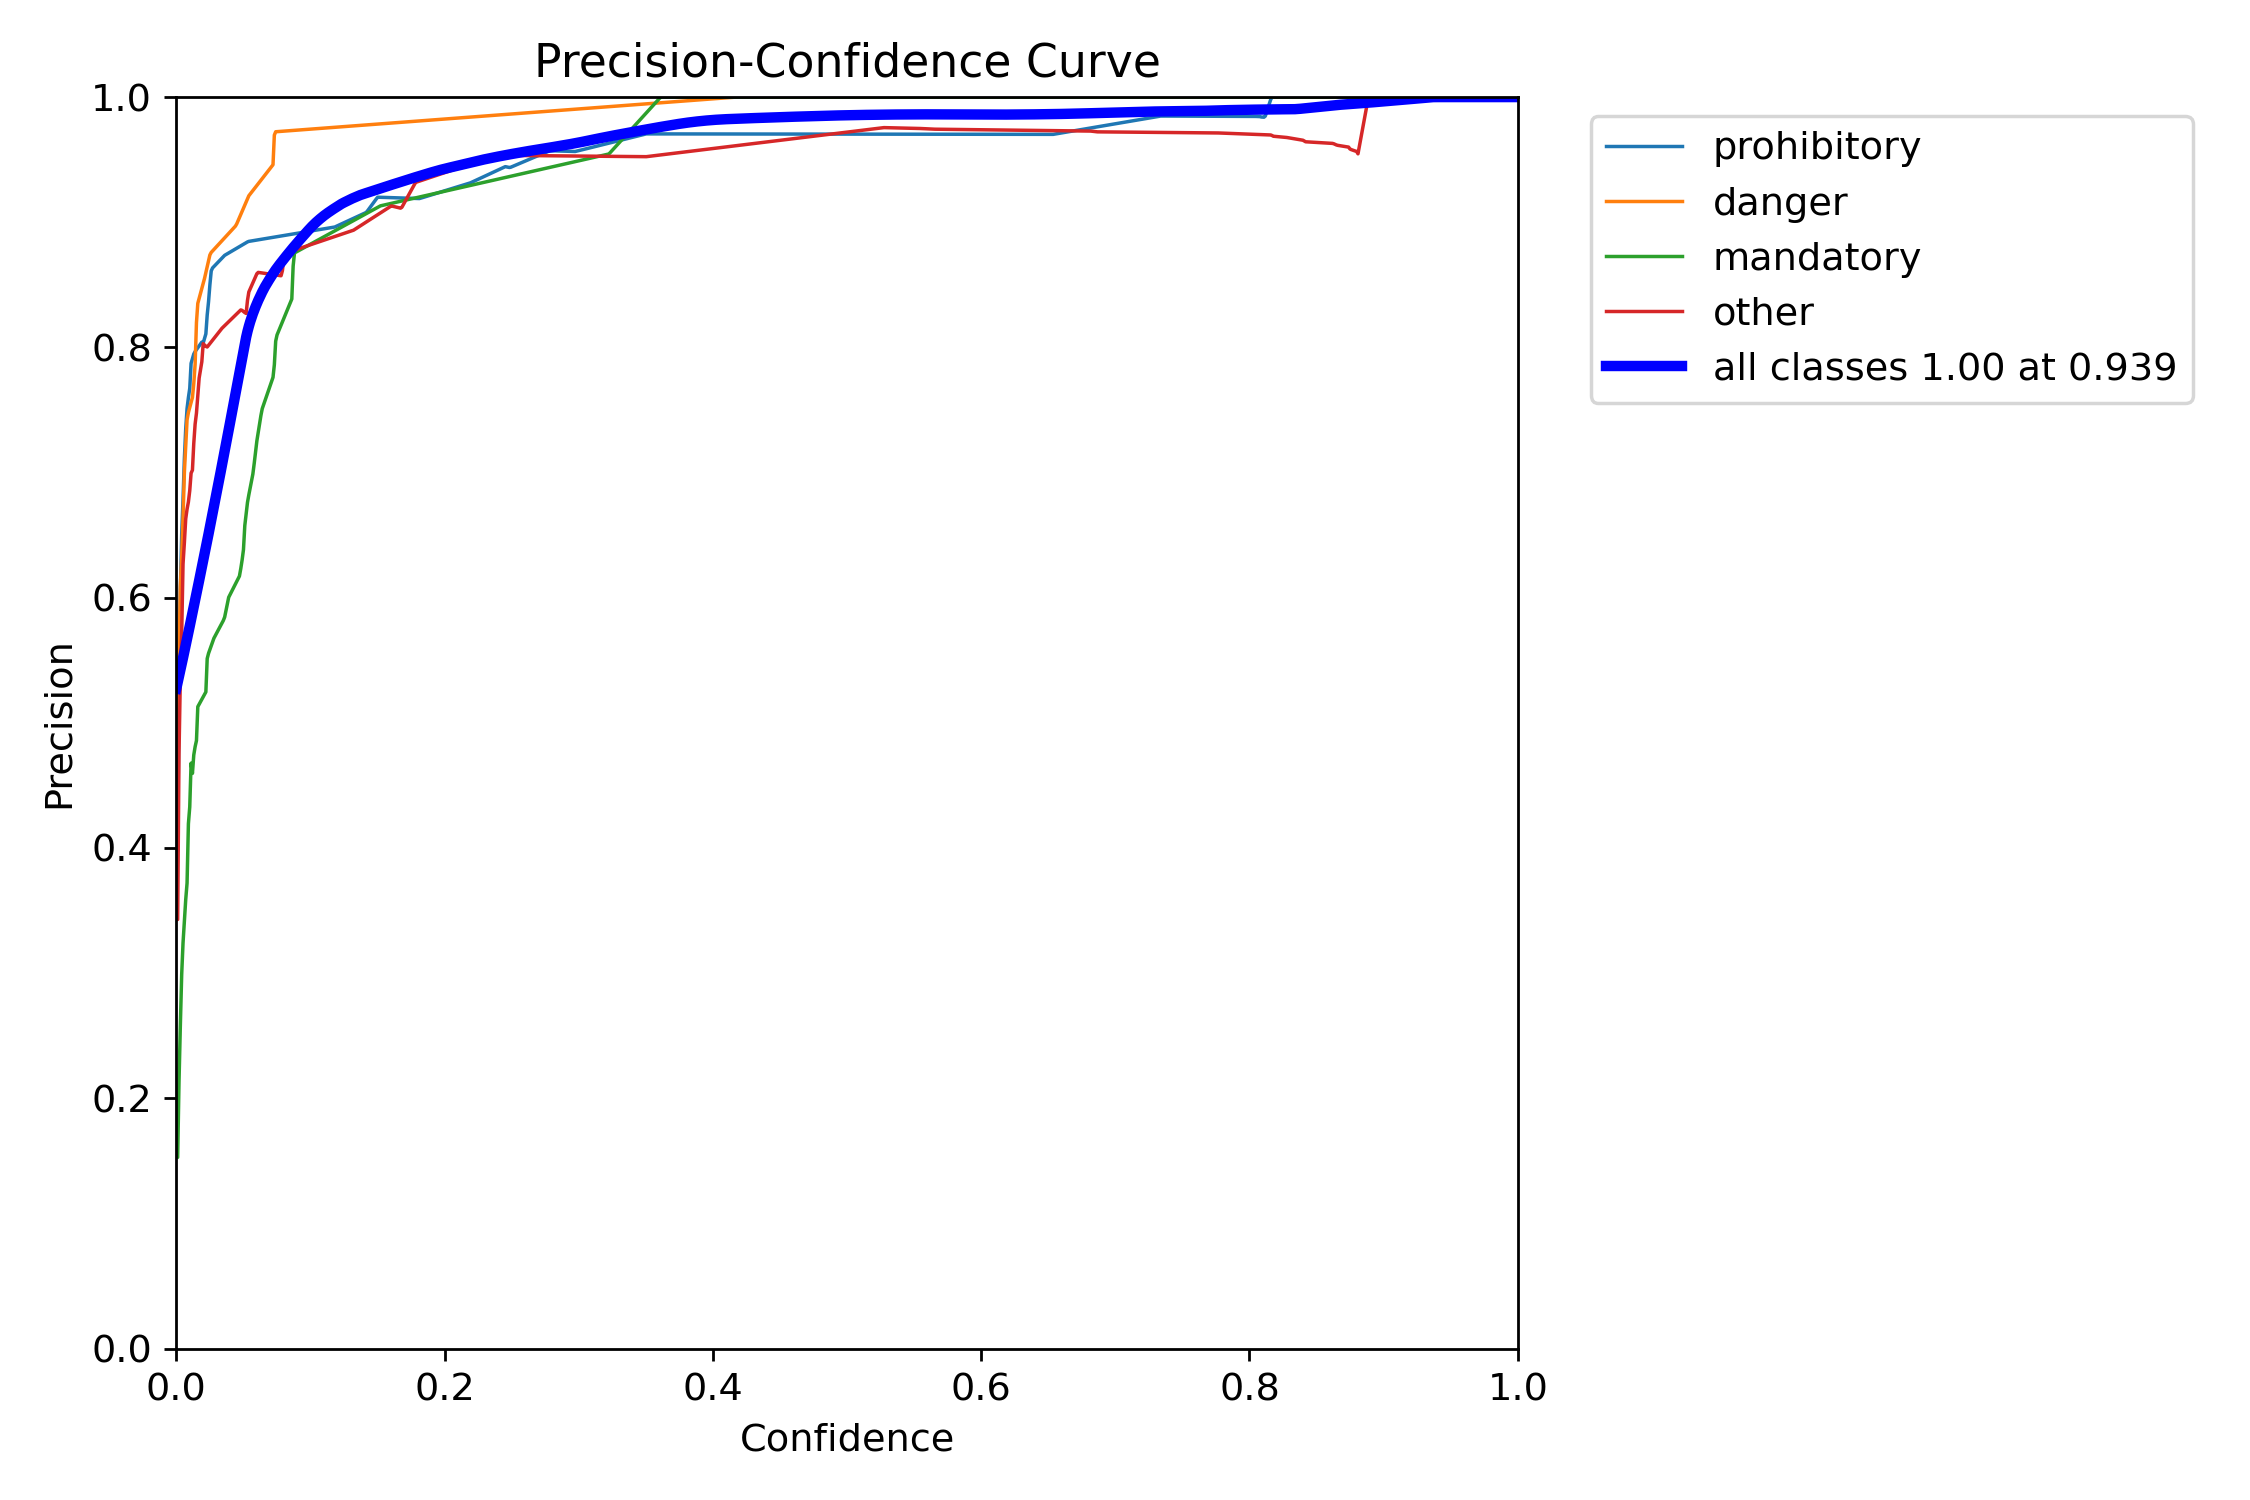 Precision-Confidence Curve
1.0
0.8
0.6
0.4
0.2
0.0
Precision
0.0 0.2 0.4 0.6 0.8 1.0
Confidence
prohibitory
danger
mandatory
other
all classes 1.00 at 0.939